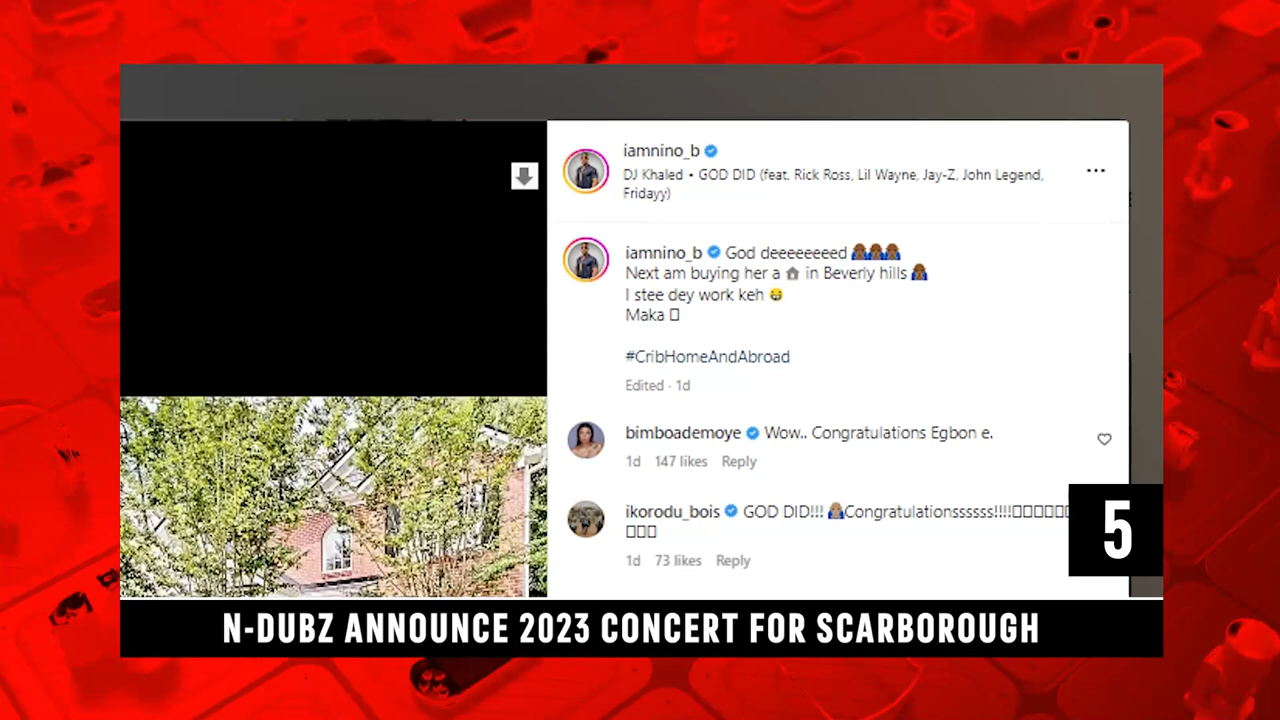 iamnino_b
DJ Khaled • GOD DID (feat. Rick Ross, Lil Wayne, Jay-Z, John Legend,
Fridayy)
iamnino_b God deeeeeeeed 🙏🏾🙏🏾🙏🏾
Next am buying her a 🏠 in Beverly hills
I stee dey work keh 😂
Maka
#CribHomeAndAbroad
Edited · 1d
bimboademoye Wow.. Congratulations Egbon e.
1d 147 likes Reply
ikorodu_bois GOD DID!!! Congratulationssssss!!!!
1d 73 likes Reply
5
N-DUBZ ANNOUNCE 2023 CONCERT FOR SCARBOROUGH